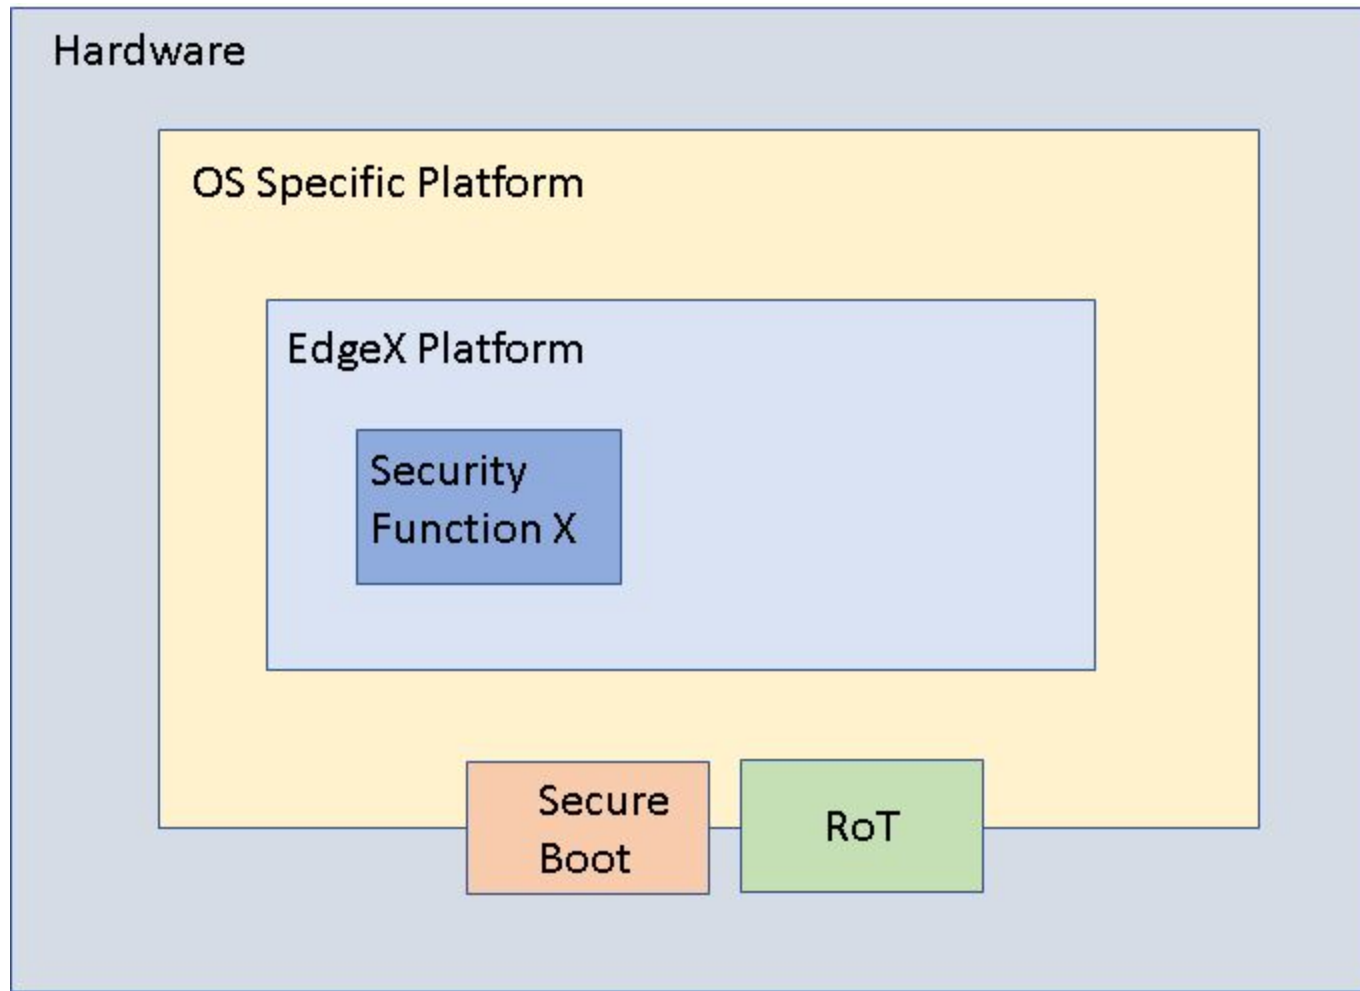 Hardware
OS Specific Platform
EdgeX Platform
Security
Function X
Secure
Boot
RoT